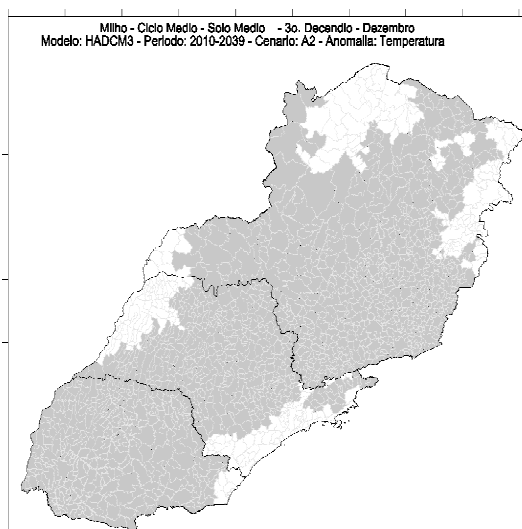 Milho - Ciclo Medio - Solo Medio - 3o. Decendio - Dezembro
Modelo: HADCM3 - Periodo: 2010-2039 - Cenario: A2 - Anomalia: Temperatura